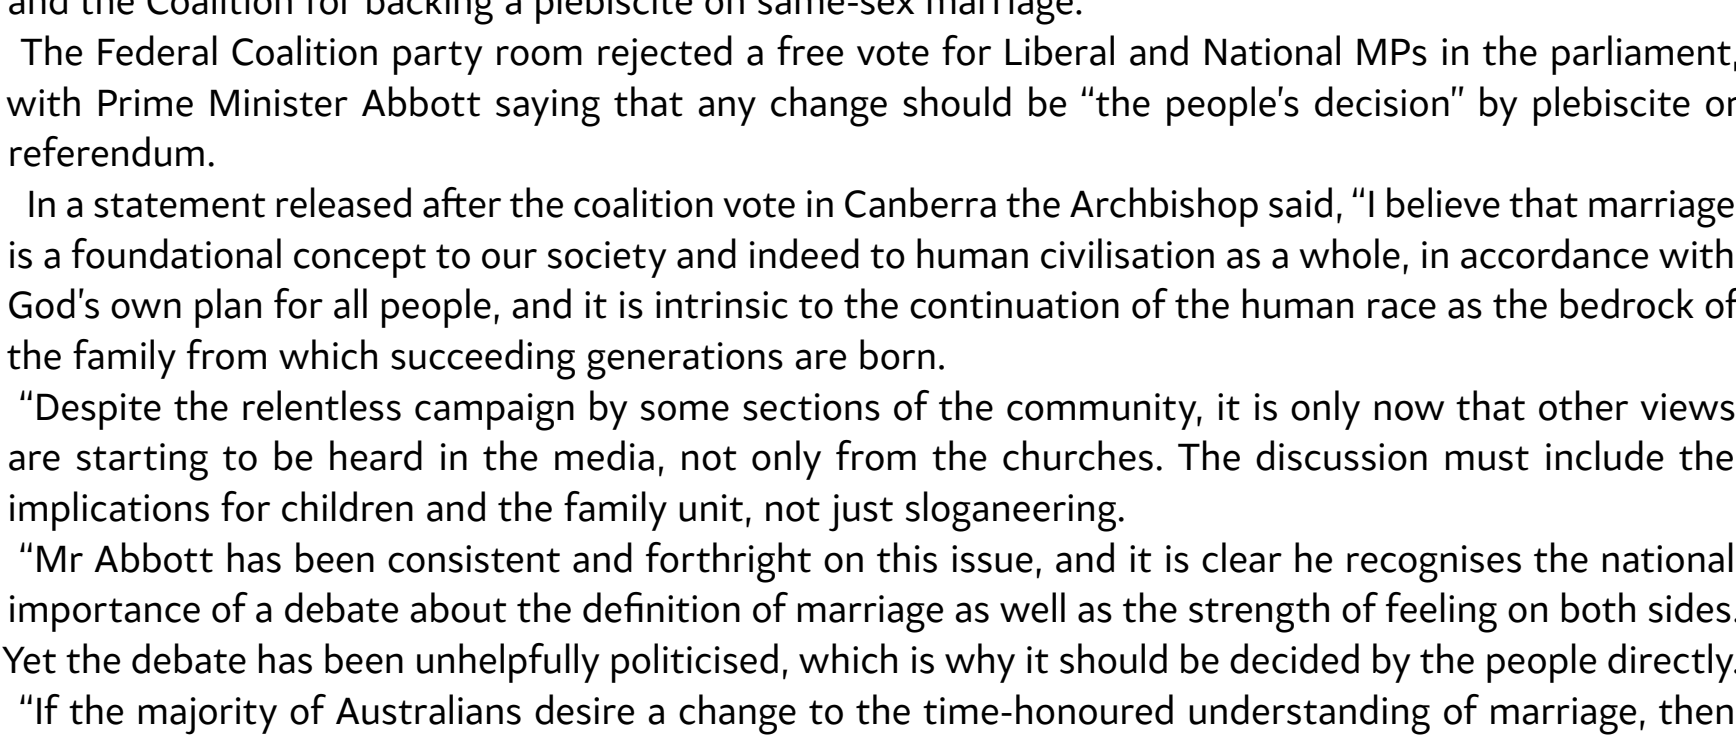 and the Coalition for backing a plebiscite on same-sex marriage.
The Federal Coalition party room rejected a free vote for Liberal and National MPs in the parliament,
with Prime Minister Abbott saying that any change should be “the people’s decision” by plebiscite or
referendum.
In a statement released after the coalition vote in Canberra the Archbishop said, “I believe that marriage
is a foundational concept to our society and indeed to human civilisation as a whole, in accordance with
God’s own plan for all people, and it is intrinsic to the continuation of the human race as the bedrock of
the family from which succeeding generations are born.
“Despite the relentless campaign by some sections of the community, it is only now that other views
are starting to be heard in the media, not only from the churches. The discussion must include the
implications for children and the family unit, not just sloganeering.
“Mr Abbott has been consistent and forthright on this issue, and it is clear he recognises the national
importance of a debate about the definition of marriage as well as the strength of feeling on both sides.
Yet the debate has been unhelpfully politicised, which is why it should be decided by the people directly.
“If the majority of Australians desire a change to the time-honoured understanding of marriage, then